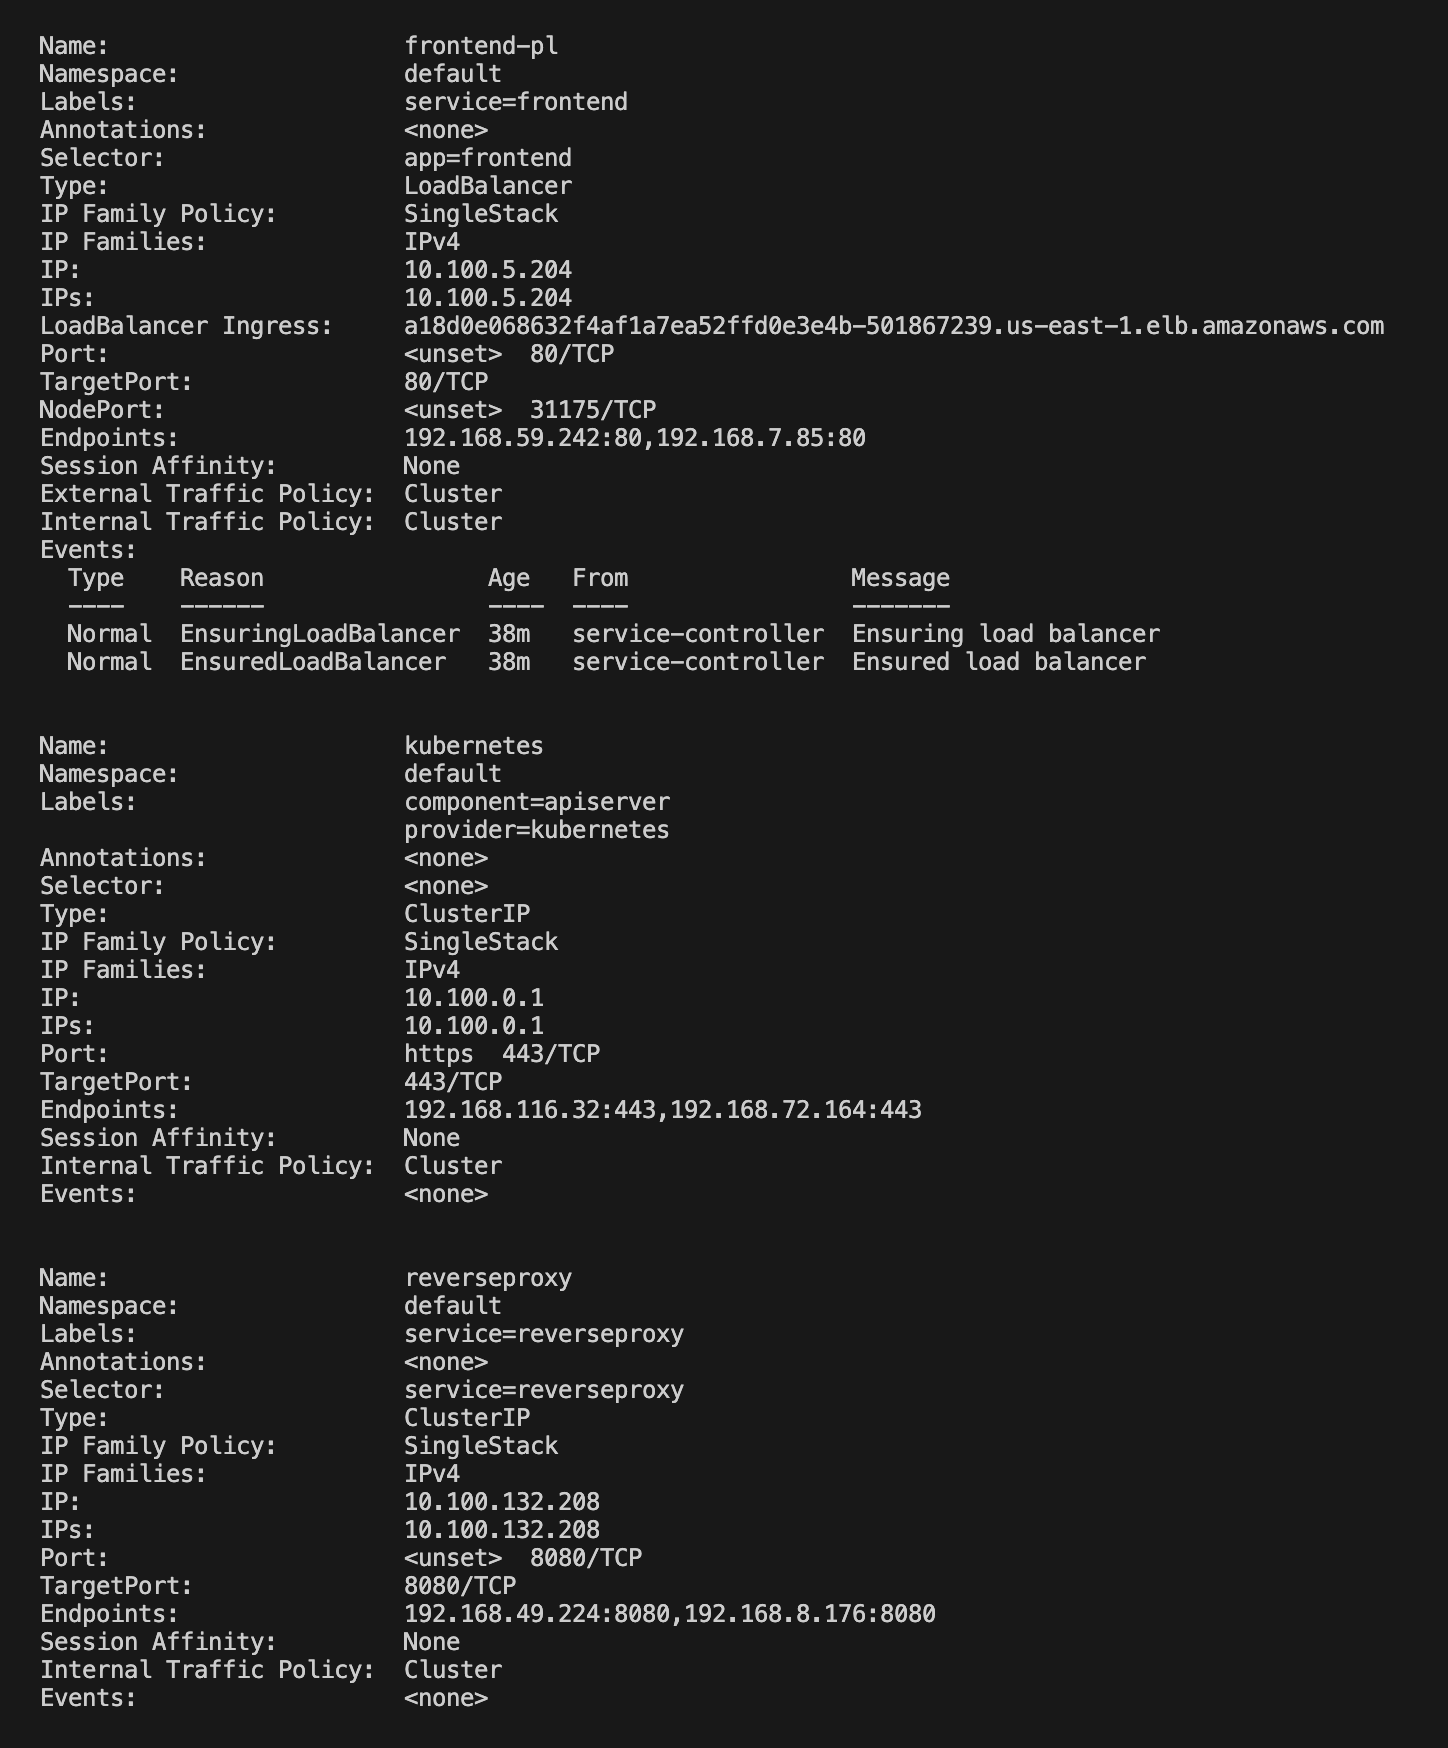 Name:                     frontend-pl
Namespace:                default
Labels:                   service=frontend
Annotations:              <none>
Selector:                 app=frontend
Type:                     LoadBalancer
IP Family Policy:         SingleStack
IP Families:              IPv4
IP:                       10.100.5.204
IPs:                      10.100.5.204
LoadBalancer Ingress:     a18d0e068632f4af1a7ea52ffd0e3e4b-501867239.us-east-1.elb.amazonaws.com
Port:                     <unset>  80/TCP
TargetPort:               80/TCP
NodePort:                 <unset>  31175/TCP
Endpoints:                192.168.59.242:80,192.168.7.85:80
Session Affinity:         None
External Traffic Policy:  Cluster
Internal Traffic Policy:  Cluster
Events:
  Type    Reason                Age   From                Message
  ----    ------                ----  ----                -------
  Normal  EnsuringLoadBalancer  38m   service-controller  Ensuring load balancer
  Normal  EnsuredLoadBalancer   38m   service-controller  Ensured load balancer
Name:                     kubernetes
Namespace:                default
Labels:                   component=apiserver
                          provider=kubernetes
Annotations:              <none>
Selector:                 <none>
Type:                     ClusterIP
IP Family Policy:         SingleStack
IP Families:              IPv4
IP:                       10.100.0.1
IPs:                      10.100.0.1
Port:                     https  443/TCP
TargetPort:               443/TCP
Endpoints:                192.168.116.32:443,192.168.72.164:443
Session Affinity:         None
Internal Traffic Policy:  Cluster
Events:                   <none>
Name:                     reverseproxy
Namespace:                default
Labels:                   service=reverseproxy
Annotations:              <none>
Selector:                 service=reverseproxy
Type:                     ClusterIP
IP Family Policy:         SingleStack
IP Families:              IPv4
IP:                       10.100.132.208
IPs:                      10.100.132.208
Port:                     <unset>  8080/TCP
TargetPort:               8080/TCP
Endpoints:                192.168.49.224:8080,192.168.8.176:8080
Session Affinity:         None
Internal Traffic Policy:  Cluster
Events:                   <none>